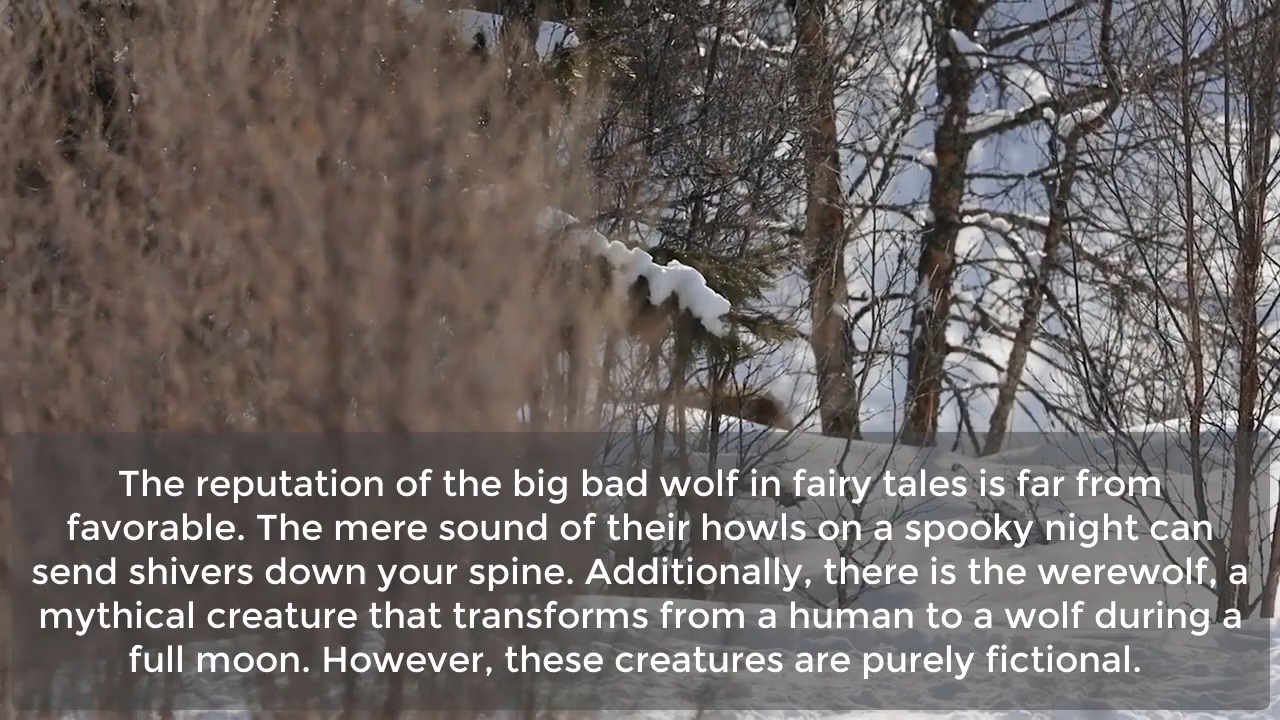 The reputation of the big bad wolf in fairy tales is far from
favorable. The mere sound of their howls on a spooky night can
send shivers down your spine. Additionally, there is the werewolf, a
mythical creature that transforms from a human to a wolf during a
full moon. However, these creatures are purely fictional.